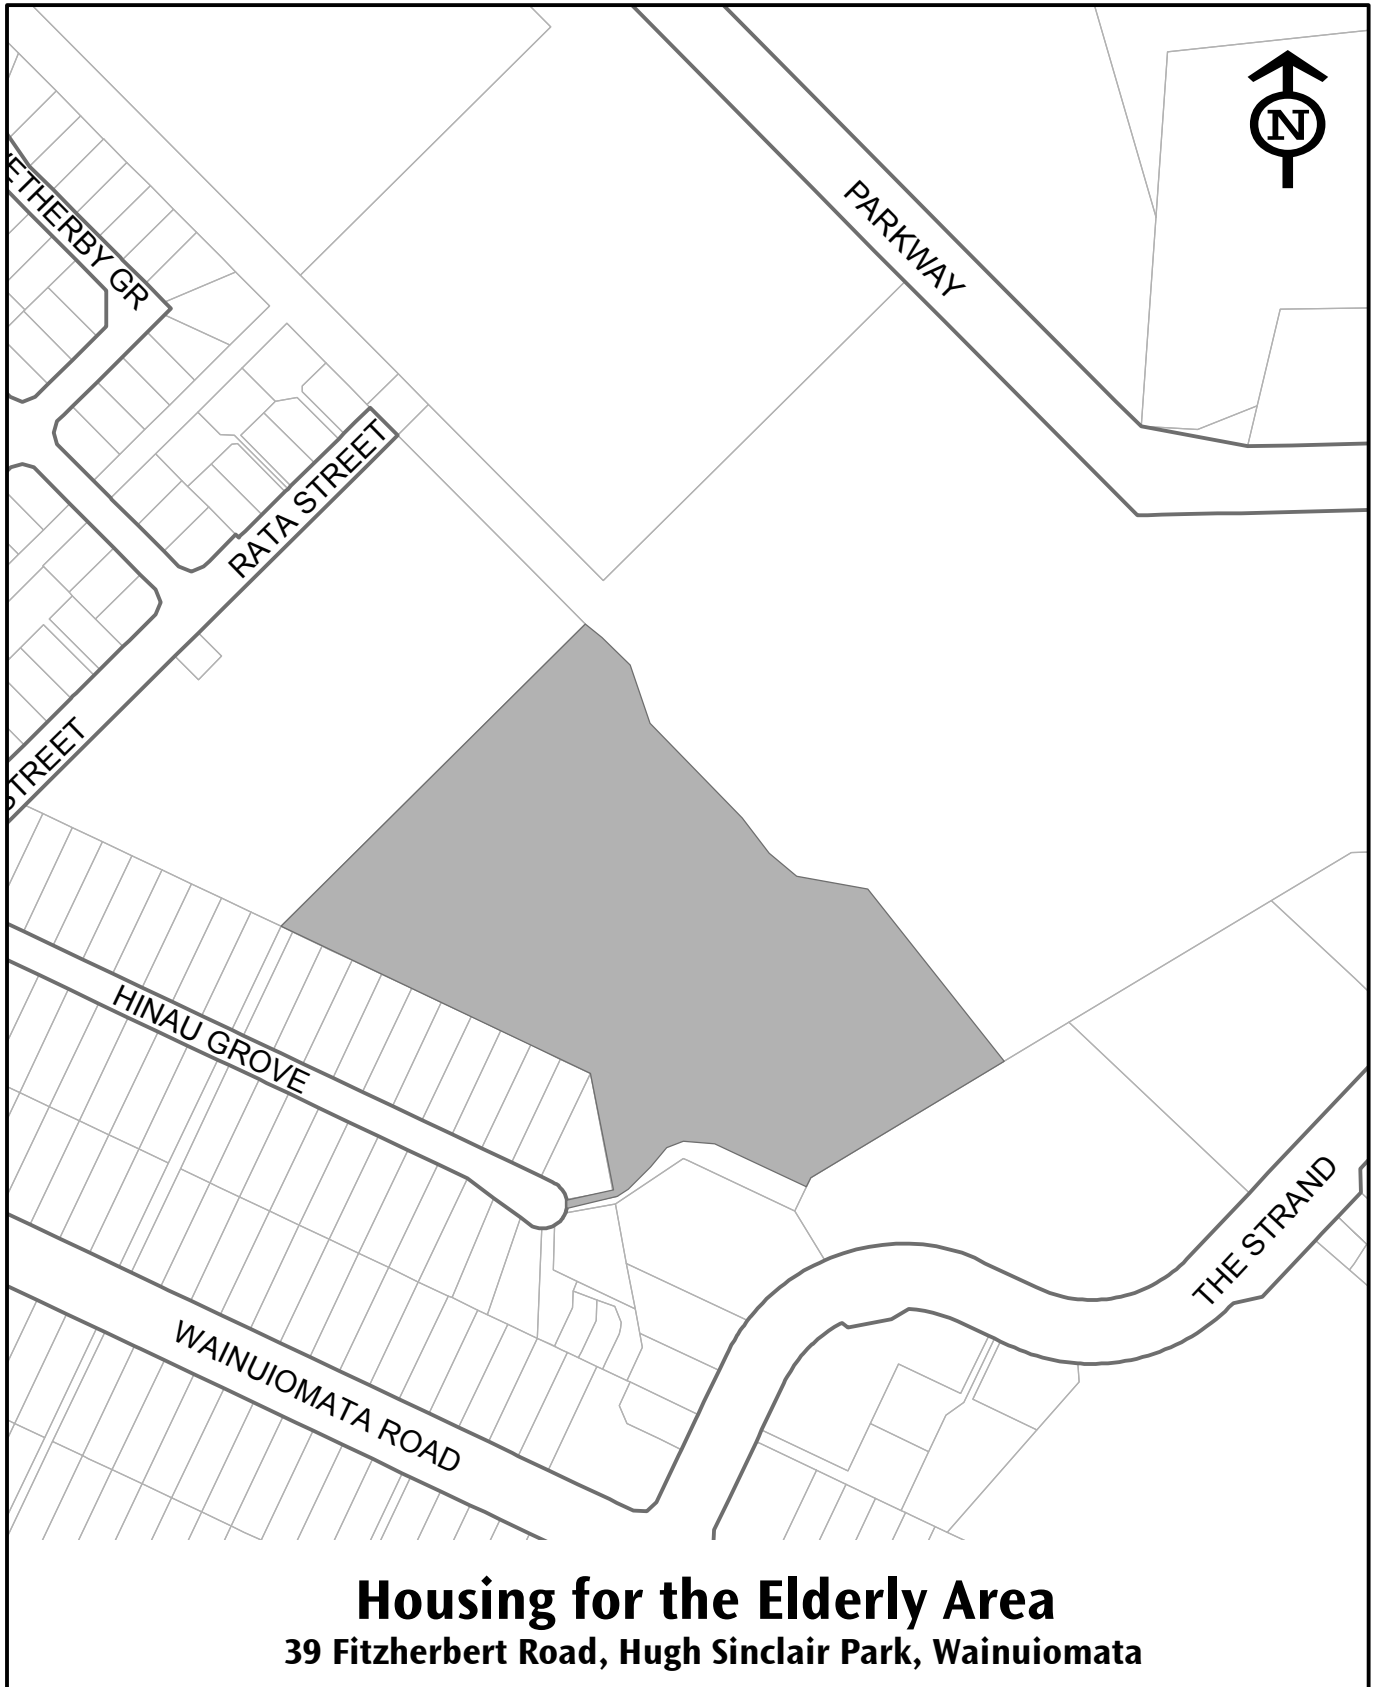 N
PARKWAY
ETHERBY GR
RATA STREET
STREET
HINAU GROVE
THE STRAND
WAINUIOMATA ROAD
Housing for the Elderly Area
39 Fitzherbert Road, Hugh Sinclair Park, Wainuiomata